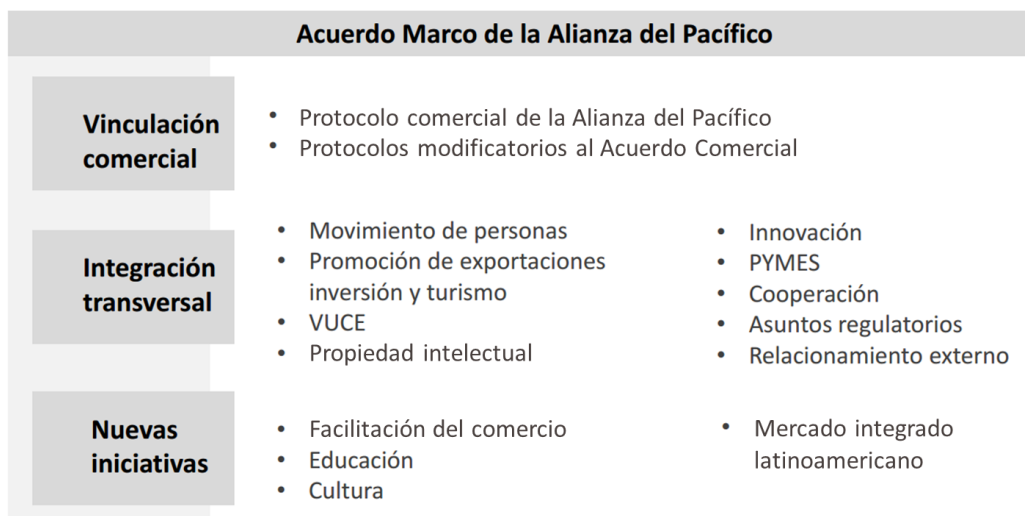 Acuerdo Marco de la Alianza del Pacífico
Vinculación
comercial
• Protocolo comercial de la Alianza del Pacífico
• Protocolos modificatorios al Acuerdo Comercial
Integración
transversal
• Movimiento de personas
• Promoción de exportaciones
inversión y turismo
• VUCE
• Propiedad intelectual
• Innovación
• PYMES
• Cooperación
• Asuntos regulatorios
• Relacionamiento externo
Nuevas
iniciativas
• Facilitación del comercio
• Educación
• Cultura
• Mercado integrado
latinoamericano